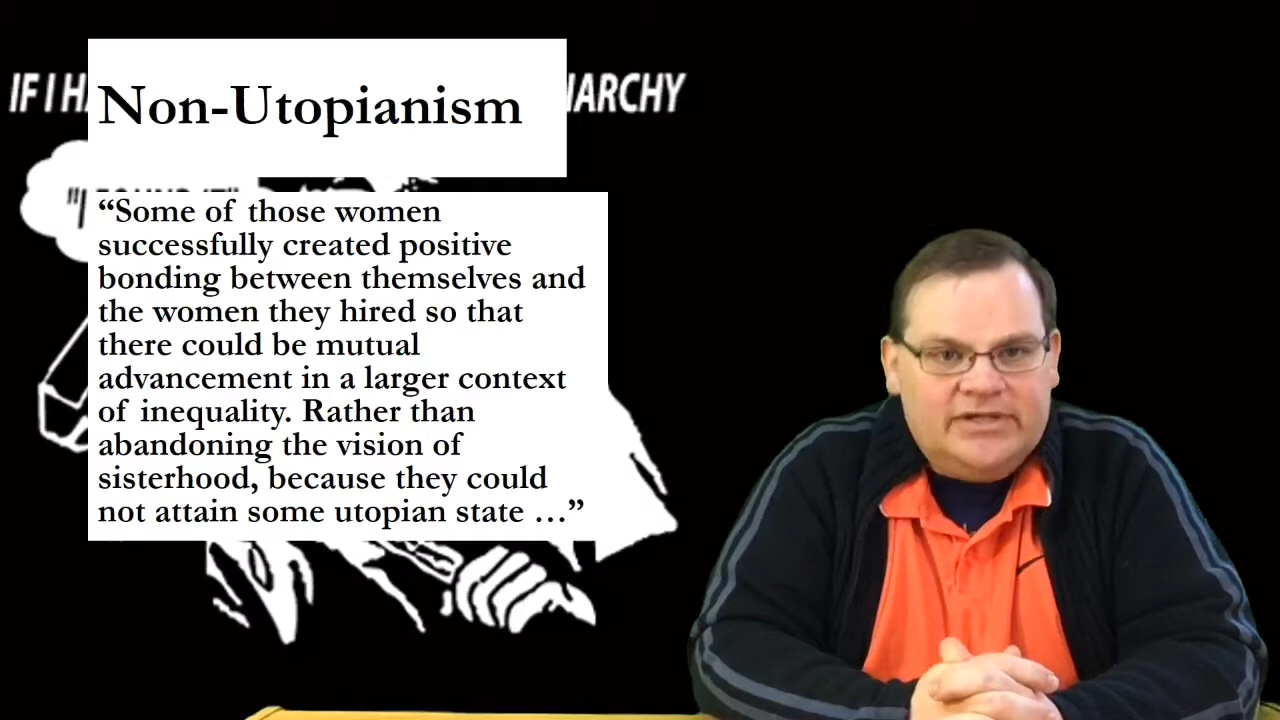 IF I HA
ARCHY
Non-Utopianism
"I
“Some of those women
successfully created positive
bonding between themselves and
the women they hired so that
there could be mutual
advancement in a larger context
of inequality. Rather than
abandoning the vision of
sisterhood, because they could
not attain some utopian state …”